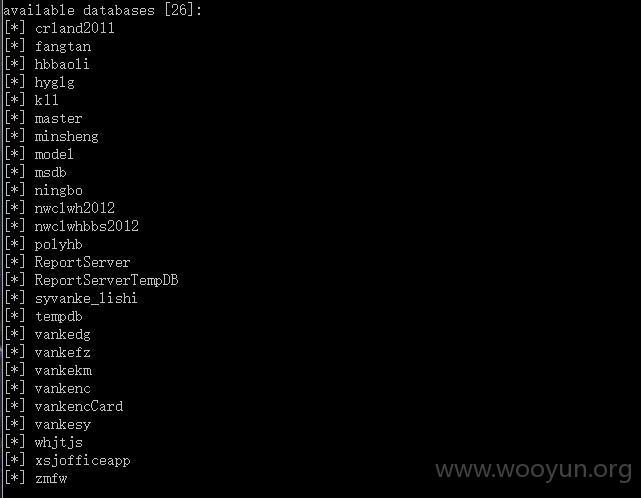 available databases [26]:
[*] crland2011
[*] fangtan
[*] hbbaoli
[*] hyglg
[*] kll
[*] master
[*] minsheng
[*] model
[*] msdb
[*] ningbo
[*] nwclwh2012
[*] nwclwhbbs2012
[*] polyhb
[*] ReportServer
[*] ReportServerTempDB
[*] syvanke_lishi
[*] tempdb
[*] vankedg
[*] vankefz
[*] vankekm
[*] vankenc
[*] vankencCard
[*] vankesy
[*] whjtjs
[*] xsjofficeapp
[*] zmfw
www.wooyun.org